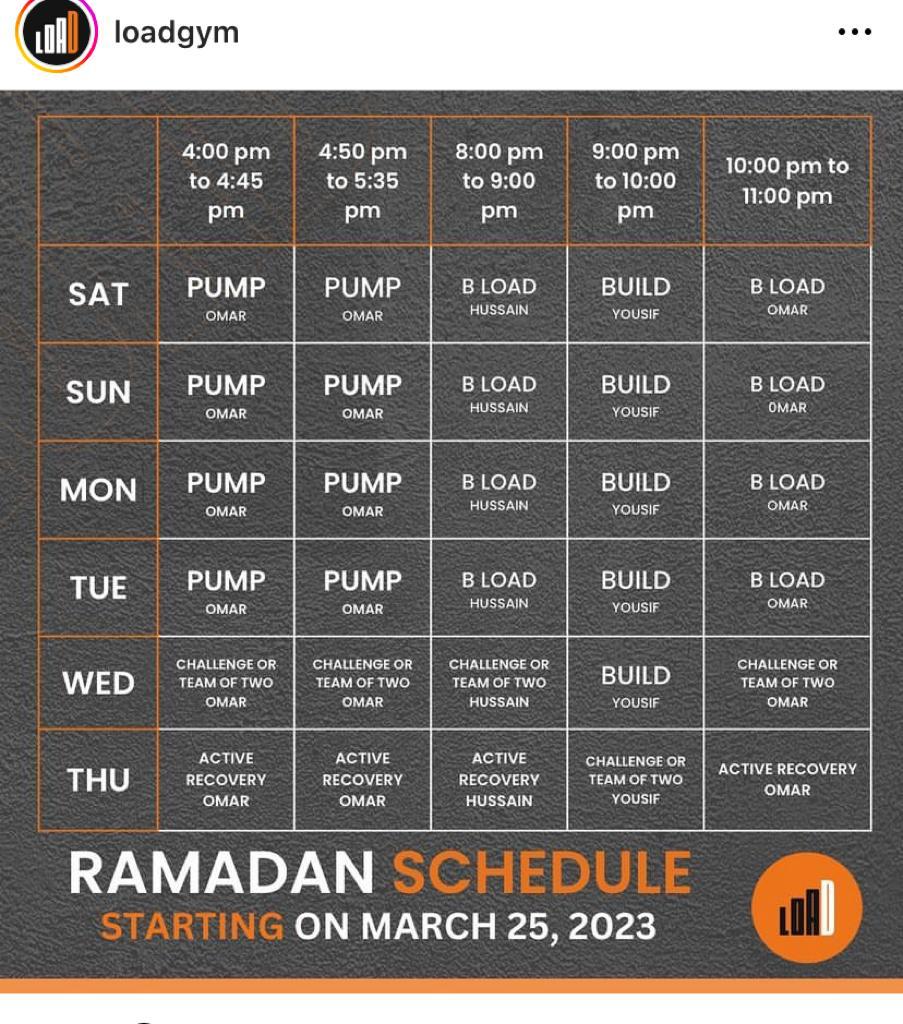 LOAD
loadgym
4:00 pm
to 4:45
pm
4:50 pm
to 5:35
pm
8:00 pm
to 9:00
pm
9:00 pm
to 10:00
pm
10:00 pm to
11:00 pm
SAT
PUMP
OMAR
PUMP
OMAR
B LOAD
HUSSAIN
BUILD
YOUSIF
B LOAD
OMAR
SUN
PUMP
OMAR
PUMP
OMAR
B LOAD
HUSSAIN
BUILD
YOUSIF
B LOAD
0MAR
MON
PUMP
OMAR
PUMP
OMAR
B LOAD
HUSSAIN
BUILD
YOUSIF
B LOAD
OMAR
TUE
PUMP
OMAR
PUMP
OMAR
B LOAD
HUSSAIN
BUILD
YOUSIF
B LOAD
OMAR
WED
CHALLENGE OR
TEAM OF TWO
OMAR
CHALLENGE OR
TEAM OF TWO
OMAR
CHALLENGE OR
TEAM OF TWO
HUSSAIN
BUILD
YOUSIF
CHALLENGE OR
TEAM OF TWO
OMAR
THU
ACTIVE
RECOVERY
OMAR
ACTIVE
RECOVERY
OMAR
ACTIVE
RECOVERY
HUSSAIN
CHALLENGE OR
TEAM OF TWO
YOUSIF
ACTIVE RECOVERY
OMAR
RAMADAN SCHEDULE
STARTING ON MARCH 25, 2023
LOAD